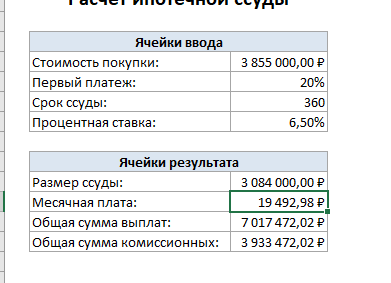 Расчет ипотечной ссуды
Ячейки ввода
Стоимость покупки: 3 855 000,00 ₽
Первый платеж: 20%
Срок ссуды: 360
Процентная ставка: 6,50%
Ячейки результата
Размер ссуды: 3 084 000,00 ₽
Месячная плата: 19 492,98 ₽
Общая сумма выплат: 7 017 472,02 ₽
Общая сумма комиссионных: 3 933 472,02 ₽